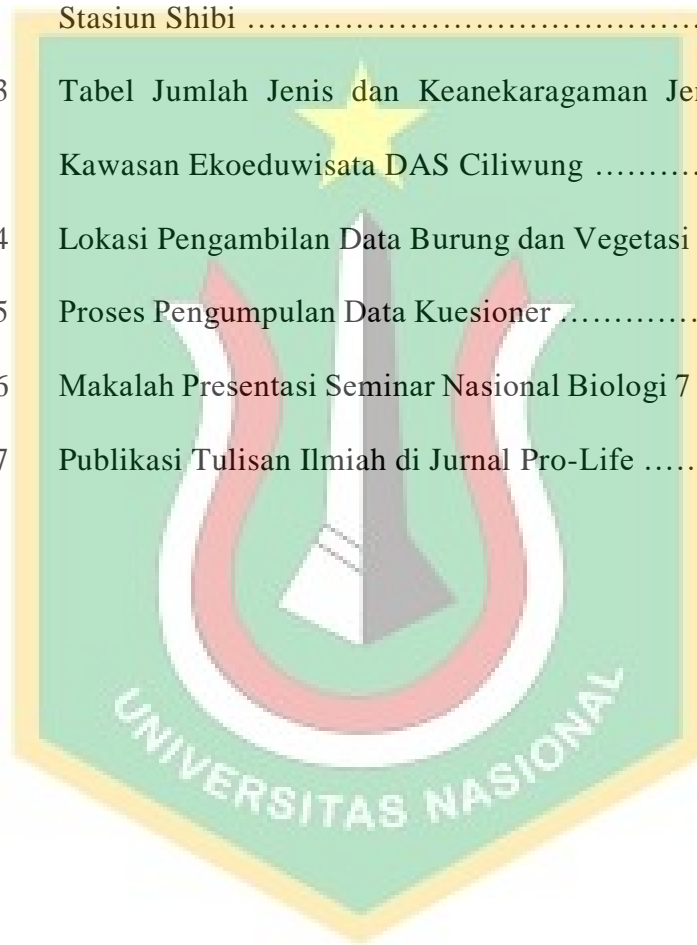 Stasiun Shibi ……………………………………
3 Tabel Jumlah Jenis dan Keanekaragaman
Kawasan Ekoeduwisata DAS Ciliwung …………
4 Lokasi Pengambilan Data Burung dan Vegetasi
5 Proses Pengumpulan Data Kuesioner ……………
6 Makalah Presentasi Seminar Nasional Biologi 7
7 Publikasi Tulisan Ilmiah di Jurnal Pro-Life ……
UNIVERSITAS NASIONAL